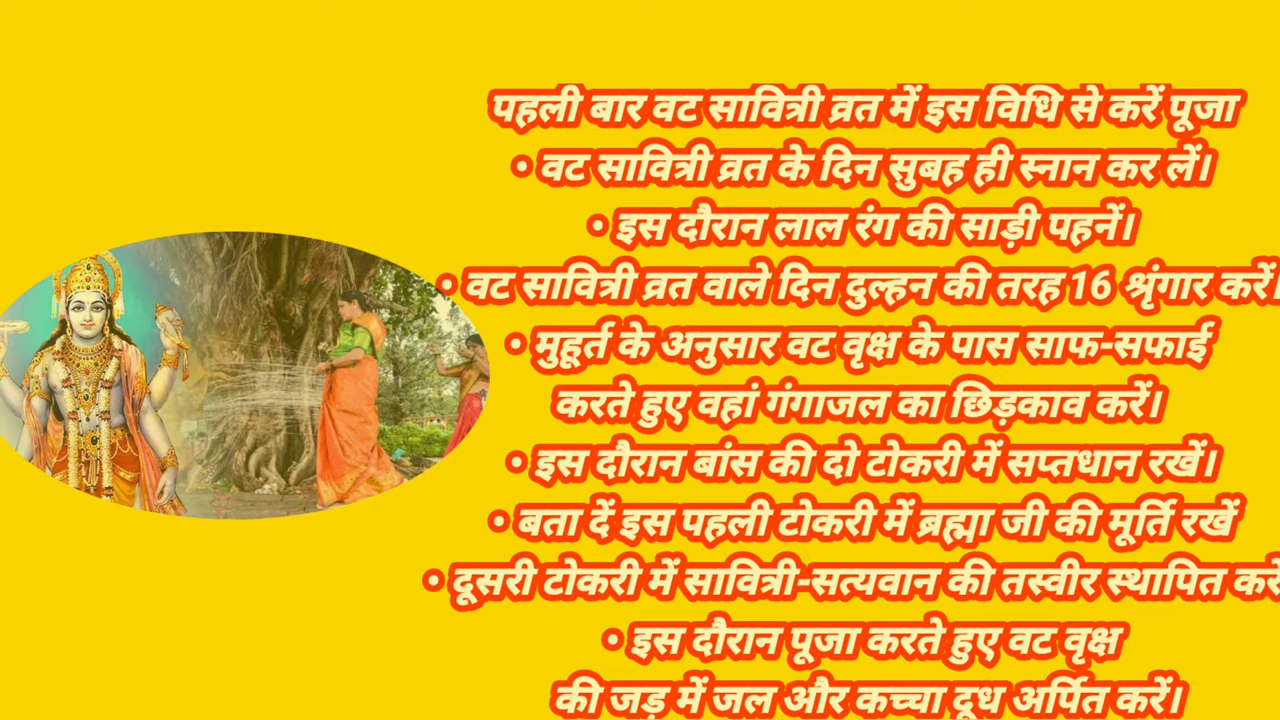 पहली बार वट सावित्री व्रत में इस विधि से करें पूजा
• वट सावित्री व्रत के दिन सुबह ही स्नान कर लें।
• इस दौरान लाल रंग की साड़ी पहनें।
• वट सावित्री व्रत वाले दिन दुल्हन की तरह 16 श्रृंगार करें।
• मुहूर्त के अनुसार वट वृक्ष के पास साफ-सफाई
करते हुए वहां गंगाजल का छिड़काव करें।
• इस दौरान बांस की दो टोकरी में सप्तधान रखें।
• बता दें इस पहली टोकरी में ब्रह्मा जी की मूर्ति रखें
• दूसरी टोकरी में सावित्री-सत्यवान की तस्वीर स्थापित करें
• इस दौरान पूजा करते हुए वट वृक्ष
की जड़ में जल और कच्चा दूध अर्पित करें।